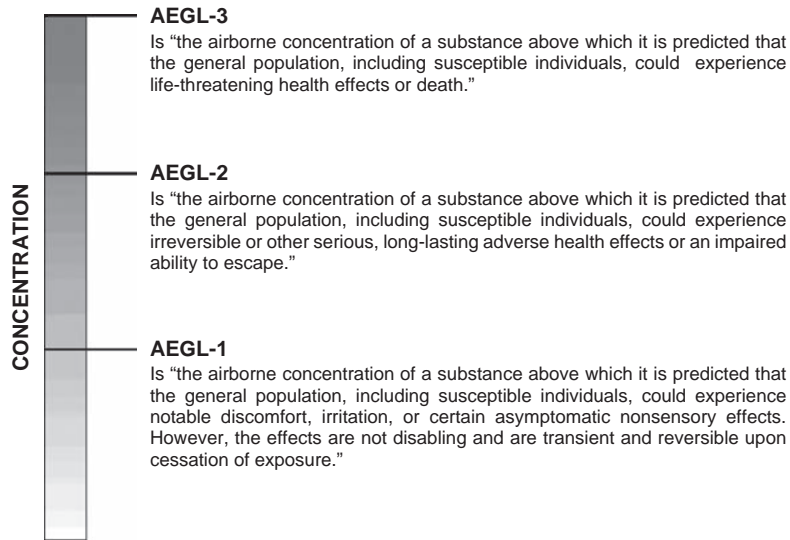 AEGL-3
Is “the airborne concentration of a substance above which it is predicted that
the general population, including susceptible individuals, could experience
life-threatening health effects or death.”
AEGL-2
Is “the airborne concentration of a substance above which it is predicted that
the general population, including susceptible individuals, could experience
irreversible or other serious, long-lasting adverse health effects or an impaired
ability to escape.”
CONCENTRATION
AEGL-1
Is “the airborne concentration of a substance above which it is predicted that
the general population, including susceptible individuals, could experience
notable discomfort, irritation, or certain asymptomatic nonsensory effects.
However, the effects are not disabling and are transient and reversible upon
cessation of exposure.”